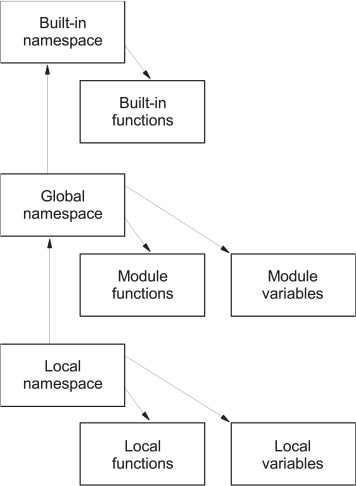 Built-in
namespace
Built-in
functions
Global
namespace
Module
functions
Module
variables
Local
namespace
Local
functions
Local
variables